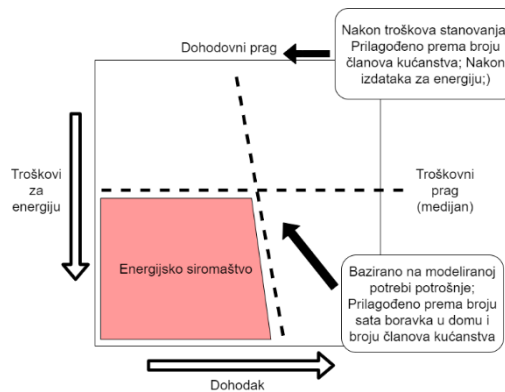 Nakon troškova stanovanja;
Prilagođeno prema broju
članova kućanstva; Nakon
izdataka za energiju;)
Dohodovni prag
Troškovi
za
energiju
Troškovni
prag
(medijan)
Energijsko siromaštvo
Bazirano na modeliranoj
potrebi potrošnje;
Prilagođeno prema broju
sata boravka u domu i
broju članova kućanstva
Dohodak